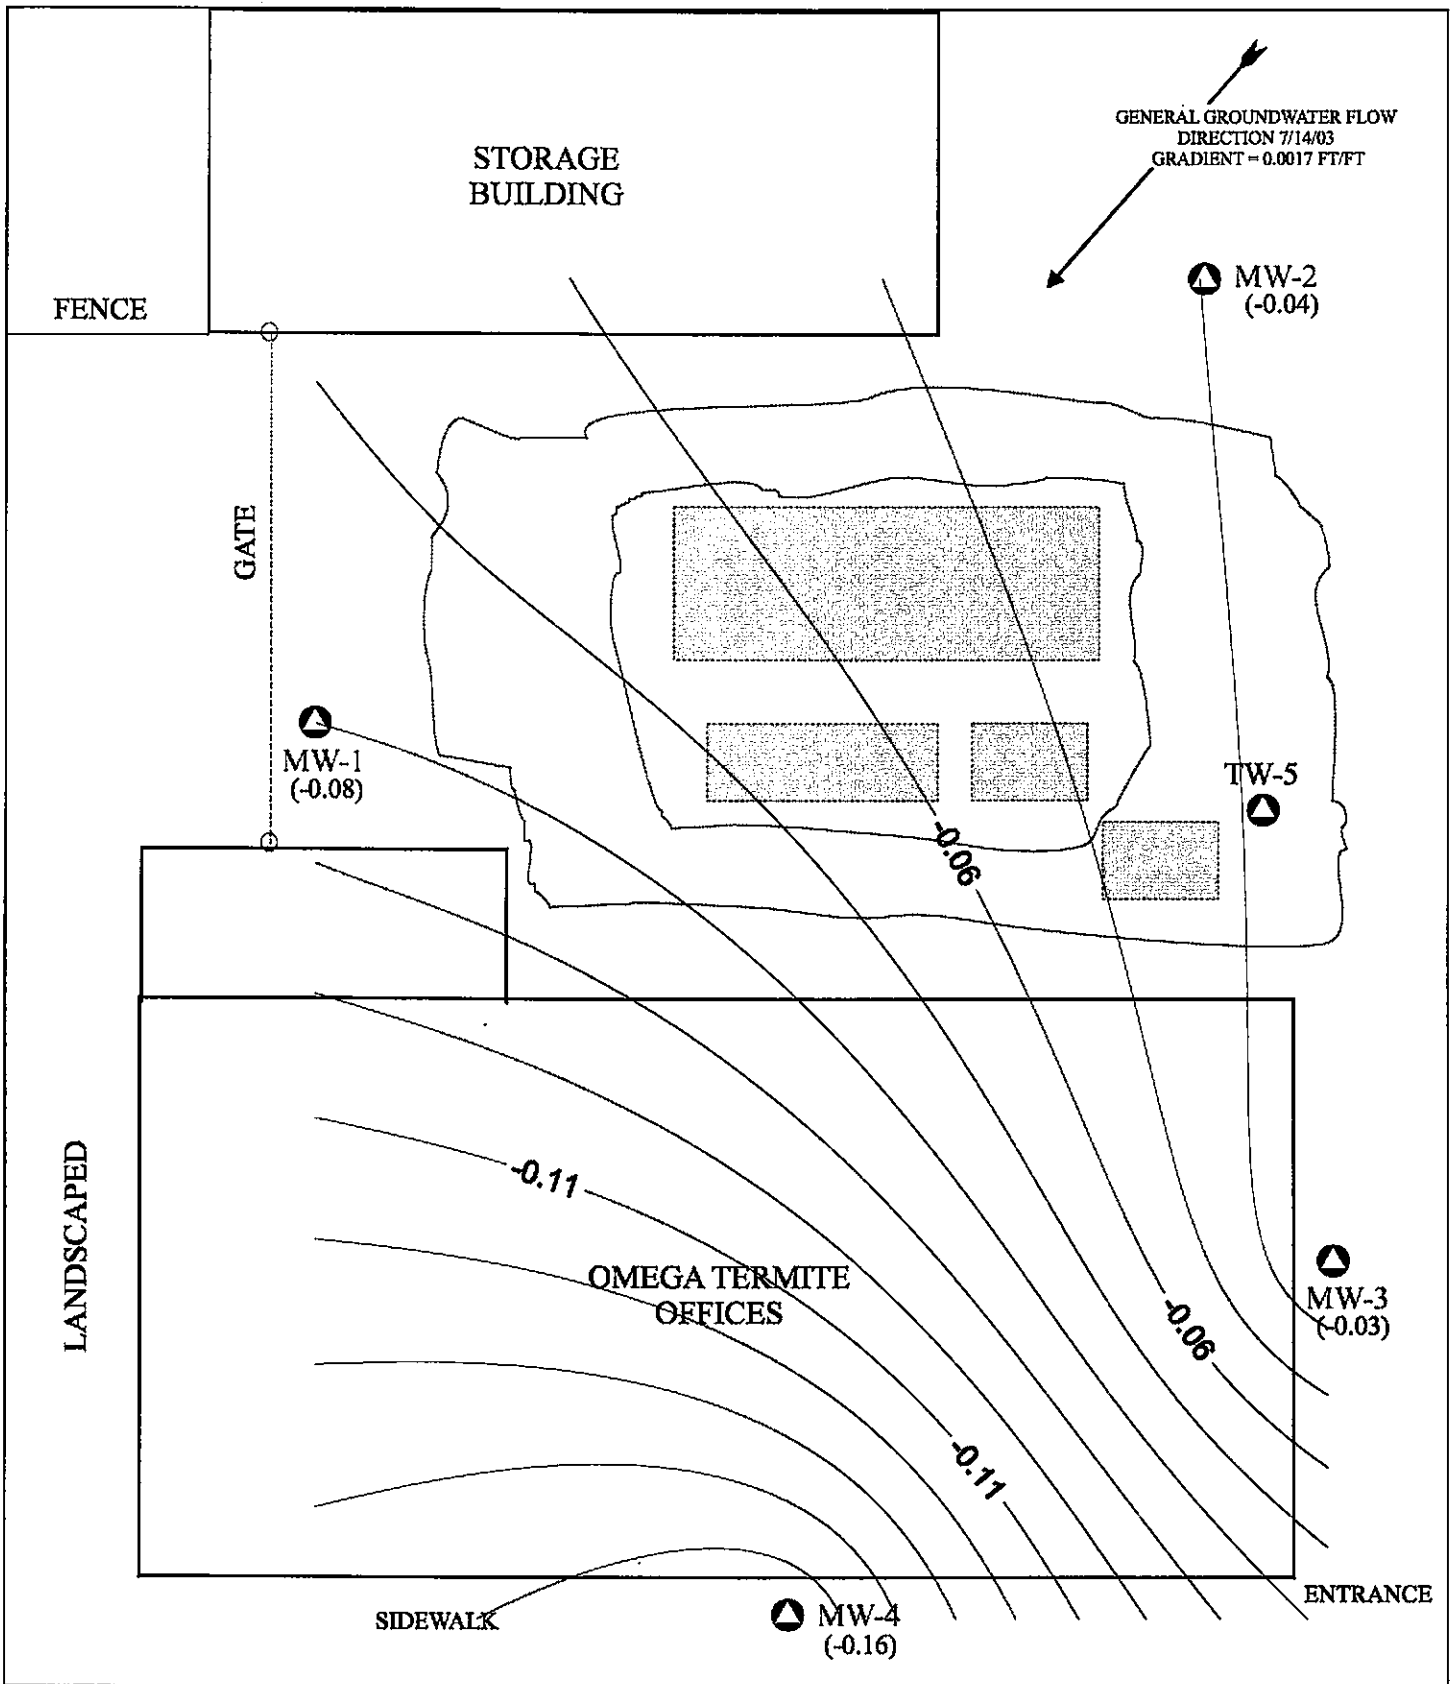 GENERAL GROUNDWATER FLOW
DIRECTION 7/14/03
GRADIENT = 0.0017 FT/FT
STORAGE
BUILDING
MW-2
(-0.04)
FENCE
GATE
MW-1
(-0.08)
TW-5
-0.06
LANDSCAPED
-0.11
OMEGA TERMITE
OFFICES
MW-3
(-0.03)
-0.06
-0.11
ENTRANCE
SIDEWALK
MW-4
(-0.16)